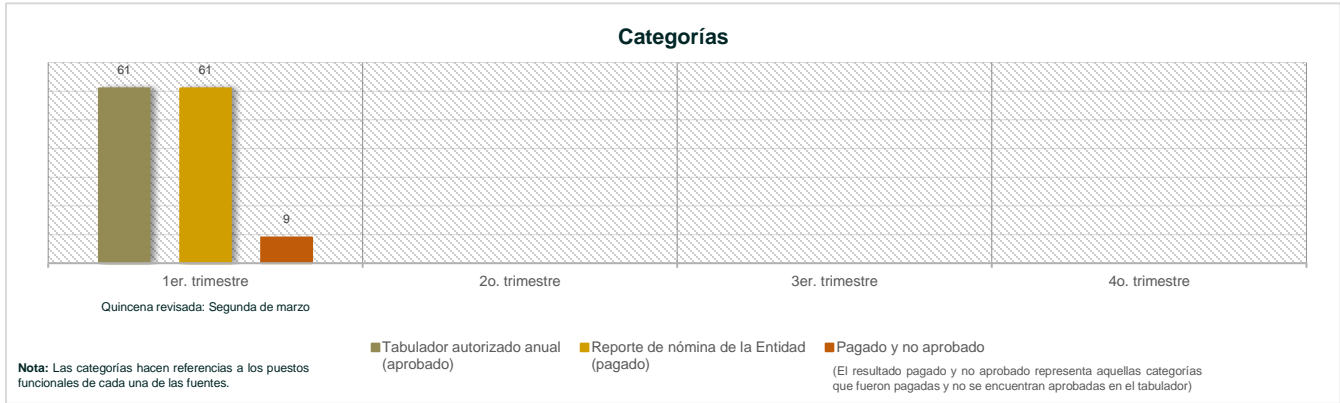 Categorías
61
61
9
1er. trimestre
2o. trimestre
3er. trimestre
4o. trimestre
Quincena revisada: Segunda de marzo
Tabulador autorizado anual
(aprobado)
Reporte de nómina de la Entidad
(pagado)
Pagado y no aprobado
(El resultado pagado y no aprobado representa aquellas categorías
que fueron pagadas y no se encuentran aprobadas en el tabulador)
Nota: Las categorías hacen referencias a los puestos
funcionales de cada una de las fuentes.